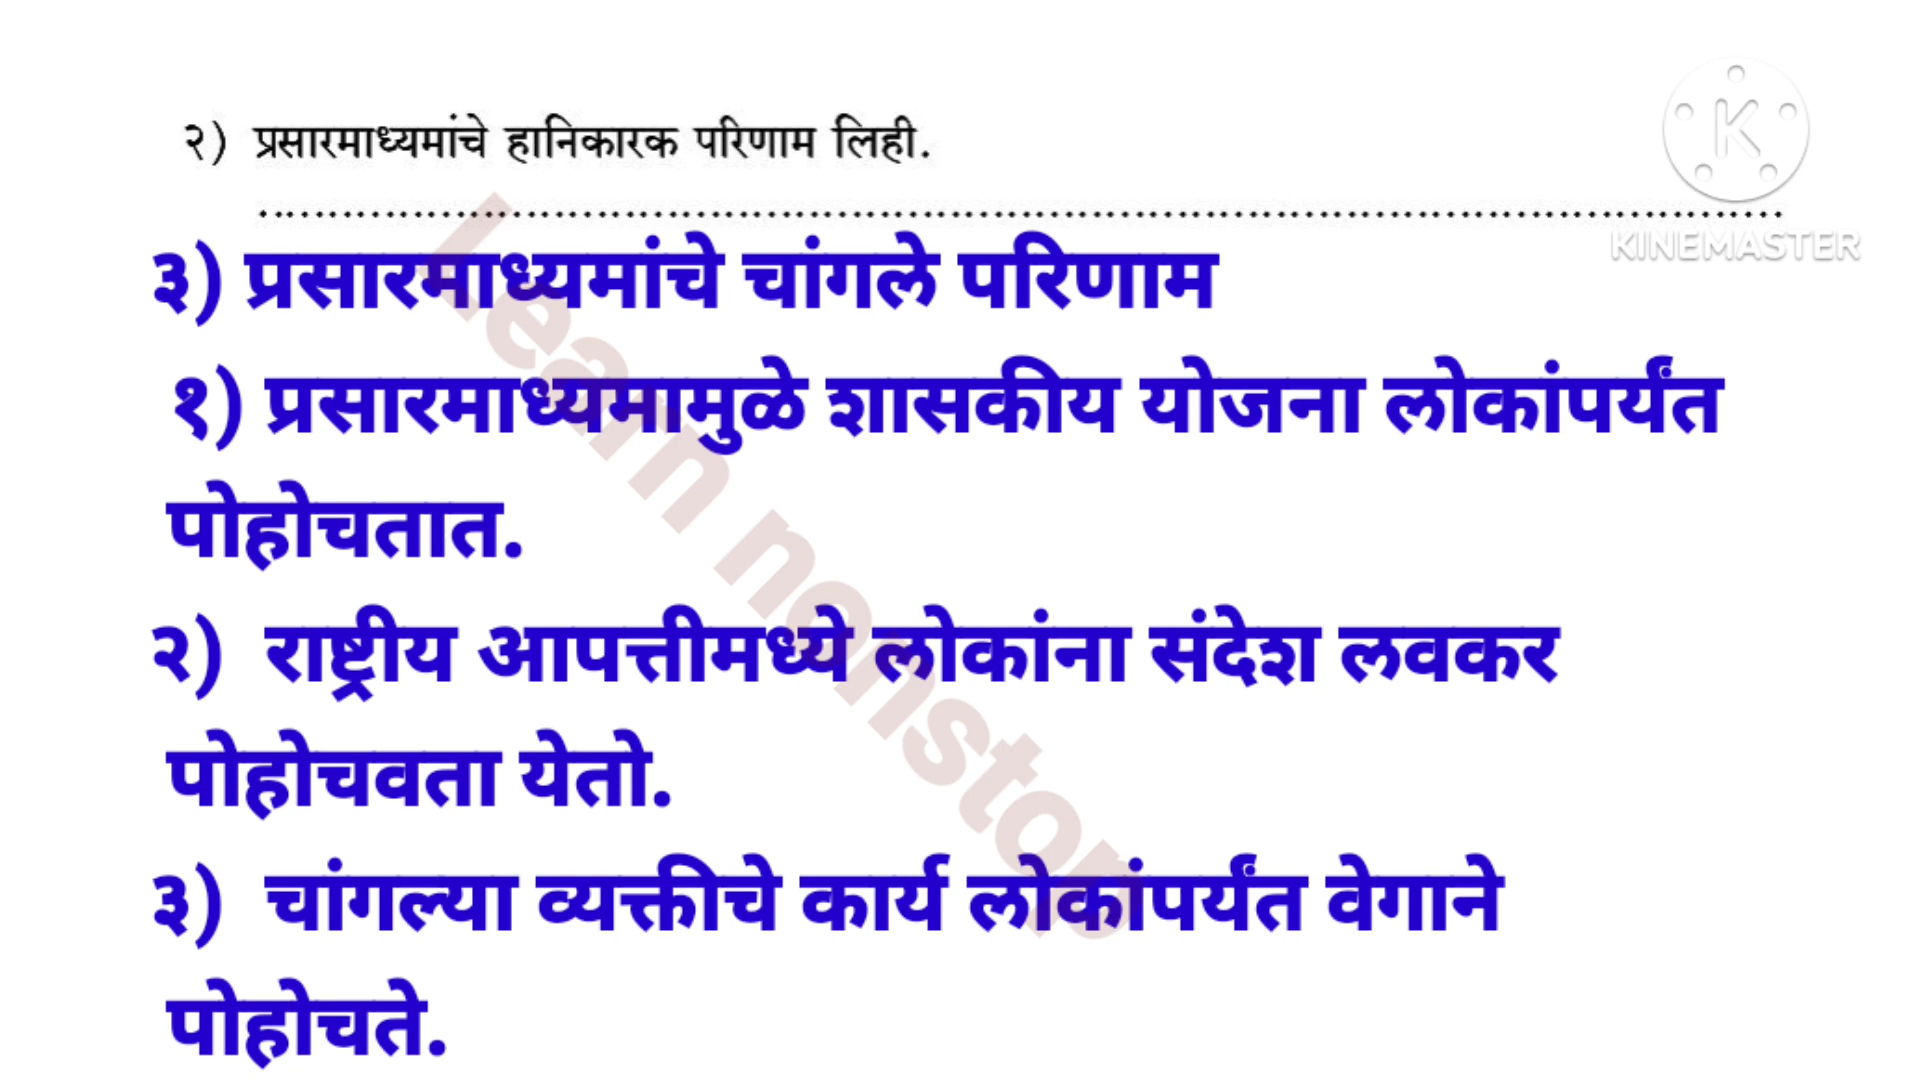 २) प्रसारमाध्यमांचे हानिकारक परिणाम लिही.
K
KINEMASTER
३) प्रसारमाध्यमांचे चांगले परिणाम
१) प्रसारमाध्यमामुळे शासकीय योजना लोकांपर्यंत
पोहोचतात.
२) राष्ट्रीय आपत्तीमध्ये लोकांना संदेश लवकर
पोहोचवता येतो.
३) चांगल्या व्यक्तीचे कार्य लोकांपर्यंत वेगाने
पोहोचते.
Learn nonstop